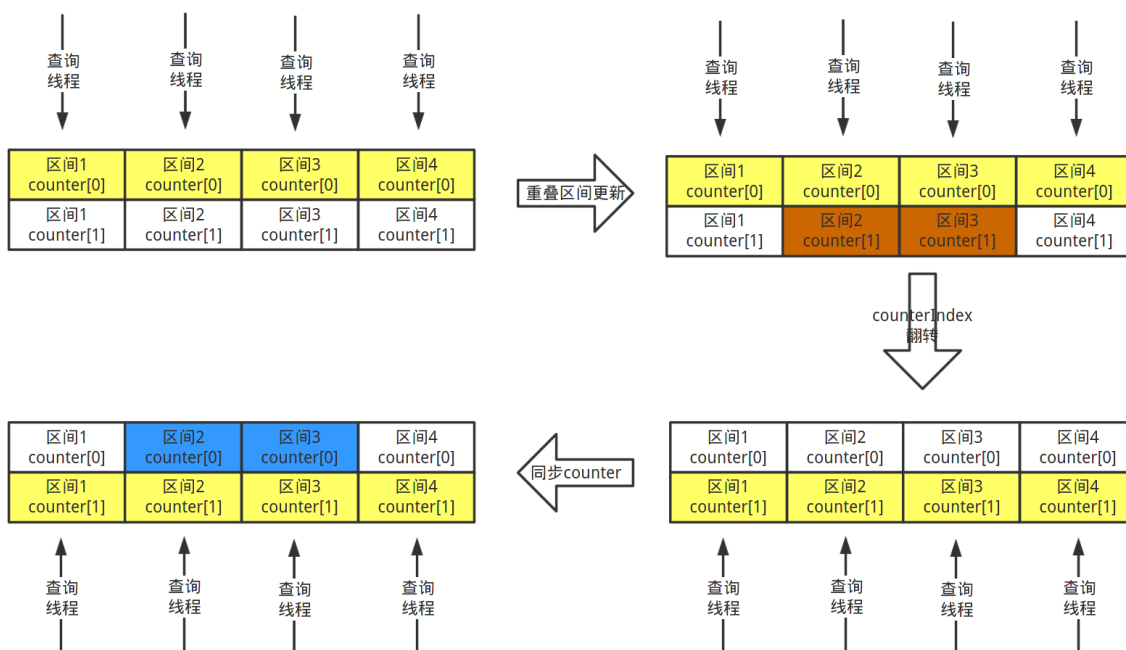 查询
线程
查询
线程
查询
线程
查询
线程
区间1
counter[0]
区间2
counter[0]
区间3
counter[0]
区间4
counter[0]
区间1
counter[1]
区间2
counter[1]
区间3
counter[1]
区间4
counter[1]
重叠区间更新
查询
线程
查询
线程
查询
线程
查询
线程
区间1
counter[0]
区间2
counter[0]
区间3
counter[0]
区间4
counter[0]
区间1
counter[1]
区间2
counter[1]
区间3
counter[1]
区间4
counter[1]
counterIndex
翻转
区间1
counter[0]
区间2
counter[0]
区间3
counter[0]
区间4
counter[0]
区间1
counter[1]
区间2
counter[1]
区间3
counter[1]
区间4
counter[1]
查询
线程
查询
线程
查询
线程
查询
线程
同步counter
区间1
counter[0]
区间2
counter[0]
区间3
counter[0]
区间4
counter[0]
区间1
counter[1]
区间2
counter[1]
区间3
counter[1]
区间4
counter[1]
查询
线程
查询
线程
查询
线程
查询
线程